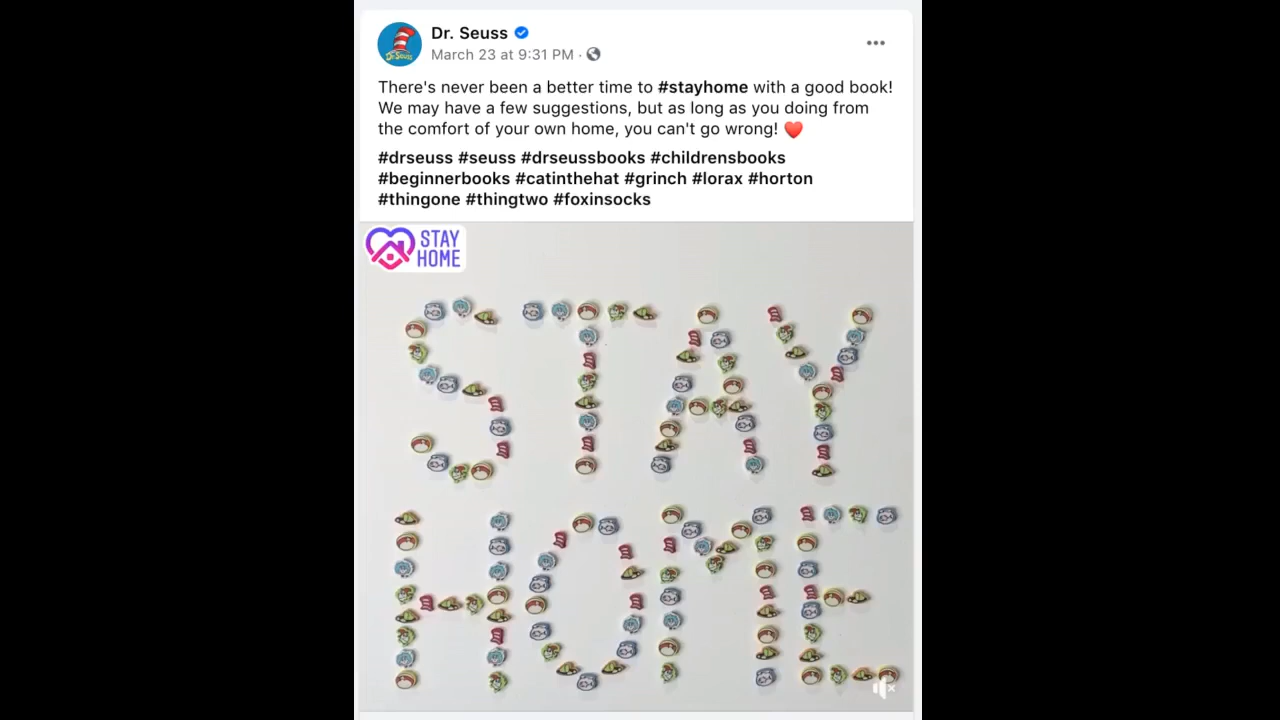 Dr. Seuss
March 23 at 9:31 PM ·
There's never been a better time to #stayhome with a good book!
We may have a few suggestions, but as long as you doing from
the comfort of your own home, you can't go wrong! ❤️
#drseuss #seuss #drseussbooks #childrensbooks
#beginnerbooks #catinthehat #grinch #lorax #horton
#thingone #thingtwo #foxinsocks
STAY
HOME
STAY
HOME